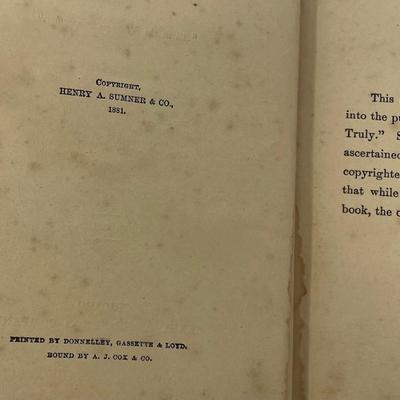 Copyright,
HENRY A. SUMNER & CO.,
1881.
PRINTED BY DONNELLEY, GASSETTE & LOYD.
BOUND BY A. J. COX & CO.
This
into the
Truly."
ascertained
copyrighte
that while
book, the